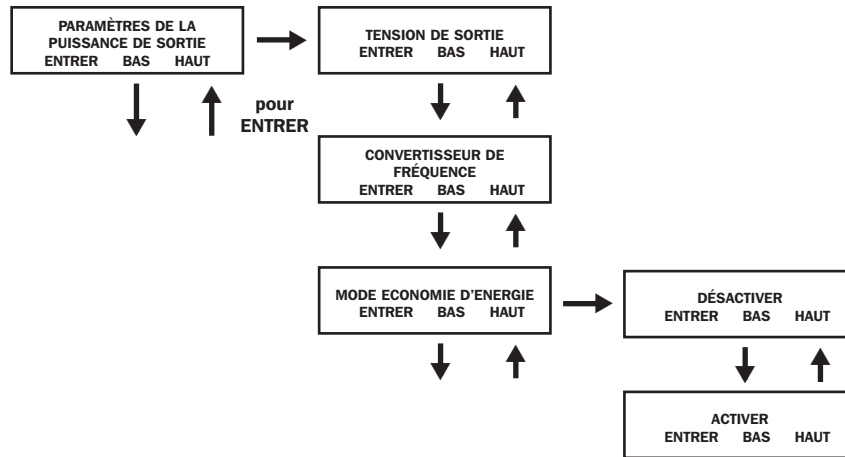 PARAMÈTRES DE LA
PUISSANCE DE SORTIE
ENTRER BAS HAUT
pour
ENTRER
TENSION DE SORTIE
ENTRER BAS HAUT
CONVERTISSEUR DE
FRÉQUENCE
ENTRER BAS HAUT
MODE ECONOMIE D'ENERGIE
ENTRER BAS HAUT
DÉSACTIVER
ENTRER BAS HAUT
ACTIVER
ENTRER BAS HAUT